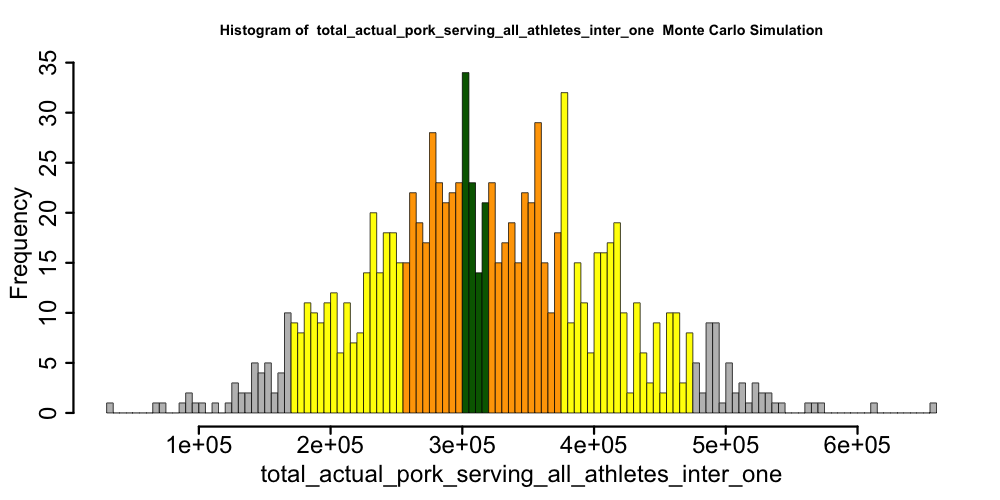 Histogram of  total_actual_pork_serving_all_athletes_inter_one  Monte Carlo Simulation
Frequency
35
30
25
20
15
10
5
0
1e+05 2e+05 3e+05 4e+05 5e+05 6e+05
total_actual_pork_serving_all_athletes_inter_one